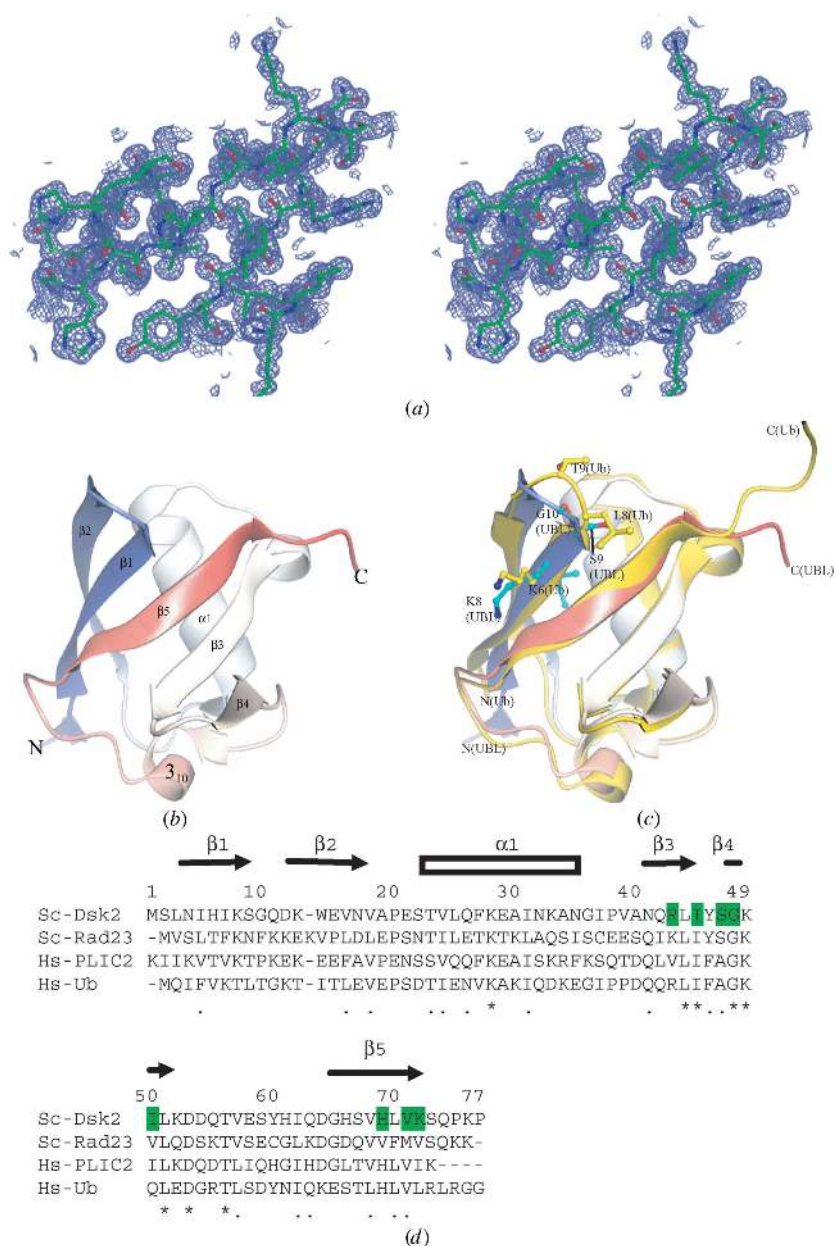 (a)
β2
β1
β5
α1
β3
β4
C
N
3₁₀
(b)
C(Ub)
T9(Ub)
G10
(UBL)
L8(Ub)
S9
(UBL)
K6(Ub)
K8
(UBL)
C(UBL)
N(Ub)
N(UBL)
(c)
β1 β2 α1 β3 β4
1 10 20 30 40 49
Sc-Dsk2 MSLNIHIKSGQDK-WEVNVAPESTVLQFKEAINKANGIPVANQRLIYSGK
Sc-Rad23 -MVSLTFKNFKKEKVPLDLEPSNTILETKTKLAQSISCEESQIKLIYSGK
Hs-PLIC2 KIIKVTVKTPKEK-EEFAVPENSSVQQFKEAISKRFKSQTDQLVLIFAGK
Hs-Ub -MQIFVKTLTGKT-ITLEVEPSDTIENVKAKIQDKEGIPPDQQRLIFAGK
. . . . . . * . . ** . . **
β5
50 60 70 77
Sc-Dsk2 ILKDDQTVESYHIQDGHSVHLVKSQPKP
Sc-Rad23 VLQDSKTVSECGLKDGDQVVFMVSQKK-
Hs-PLIC2 ILKDQDTLIQHGIHDGLTVHLVIK----
Hs-Ub QLEDGRTLSDYNIQKESTLHLVLRLRGG
* * * . . . . . .
(d)